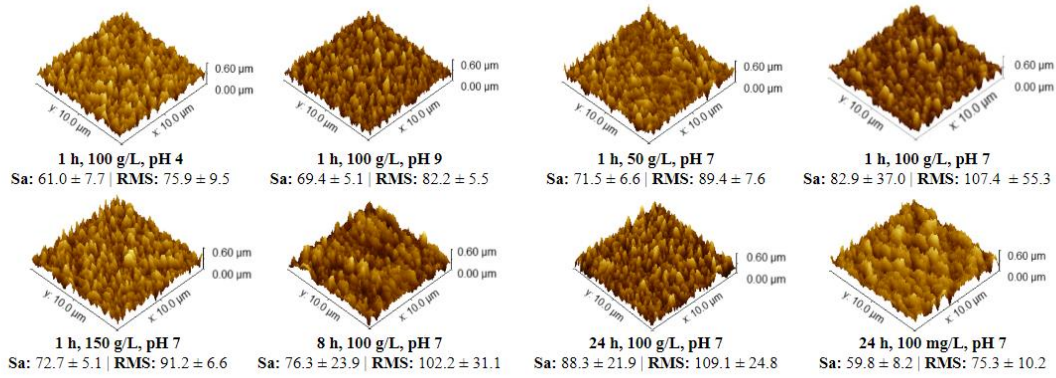 0.60 µm
0.00 µm
y: 10.0 µm
x: 10.0 µm
1 h, 100 g/L, pH 4
Sa: 61.0 ± 7.7 | RMS: 75.9 ± 9.5
0.60 µm
0.00 µm
y: 10.0 µm
x: 10.0 µm
1 h, 100 g/L, pH 9
Sa: 69.4 ± 5.1 | RMS: 82.2 ± 5.5
0.60 µm
0.00 µm
y: 10.0 µm
x: 10.0 µm
1 h, 50 g/L, pH 7
Sa: 71.5 ± 6.6 | RMS: 89.4 ± 7.6
0.60 µm
0.00 µm
y: 10.0 µm
x: 10.0 µm
1 h, 100 g/L, pH 7
Sa: 82.9 ± 37.0 | RMS: 107.4 ± 55.3
0.60 µm
0.00 µm
y: 10.0 µm
x: 10.0 µm
1 h, 150 g/L, pH 7
Sa: 72.7 ± 5.1 | RMS: 91.2 ± 6.6
0.60 µm
0.00 µm
y: 10.0 µm
x: 10.0 µm
8 h, 100 g/L, pH 7
Sa: 76.3 ± 23.9 | RMS: 102.2 ± 31.1
0.60 µm
0.00 µm
y: 10.0 µm
x: 10.0 µm
24 h, 100 g/L, pH 7
Sa: 88.3 ± 21.9 | RMS: 109.1 ± 24.8
0.60 µm
0.00 µm
y: 10.0 µm
x: 10.0 µm
24 h, 100 mg/L, pH 7
Sa: 59.8 ± 8.2 | RMS: 75.3 ± 10.2